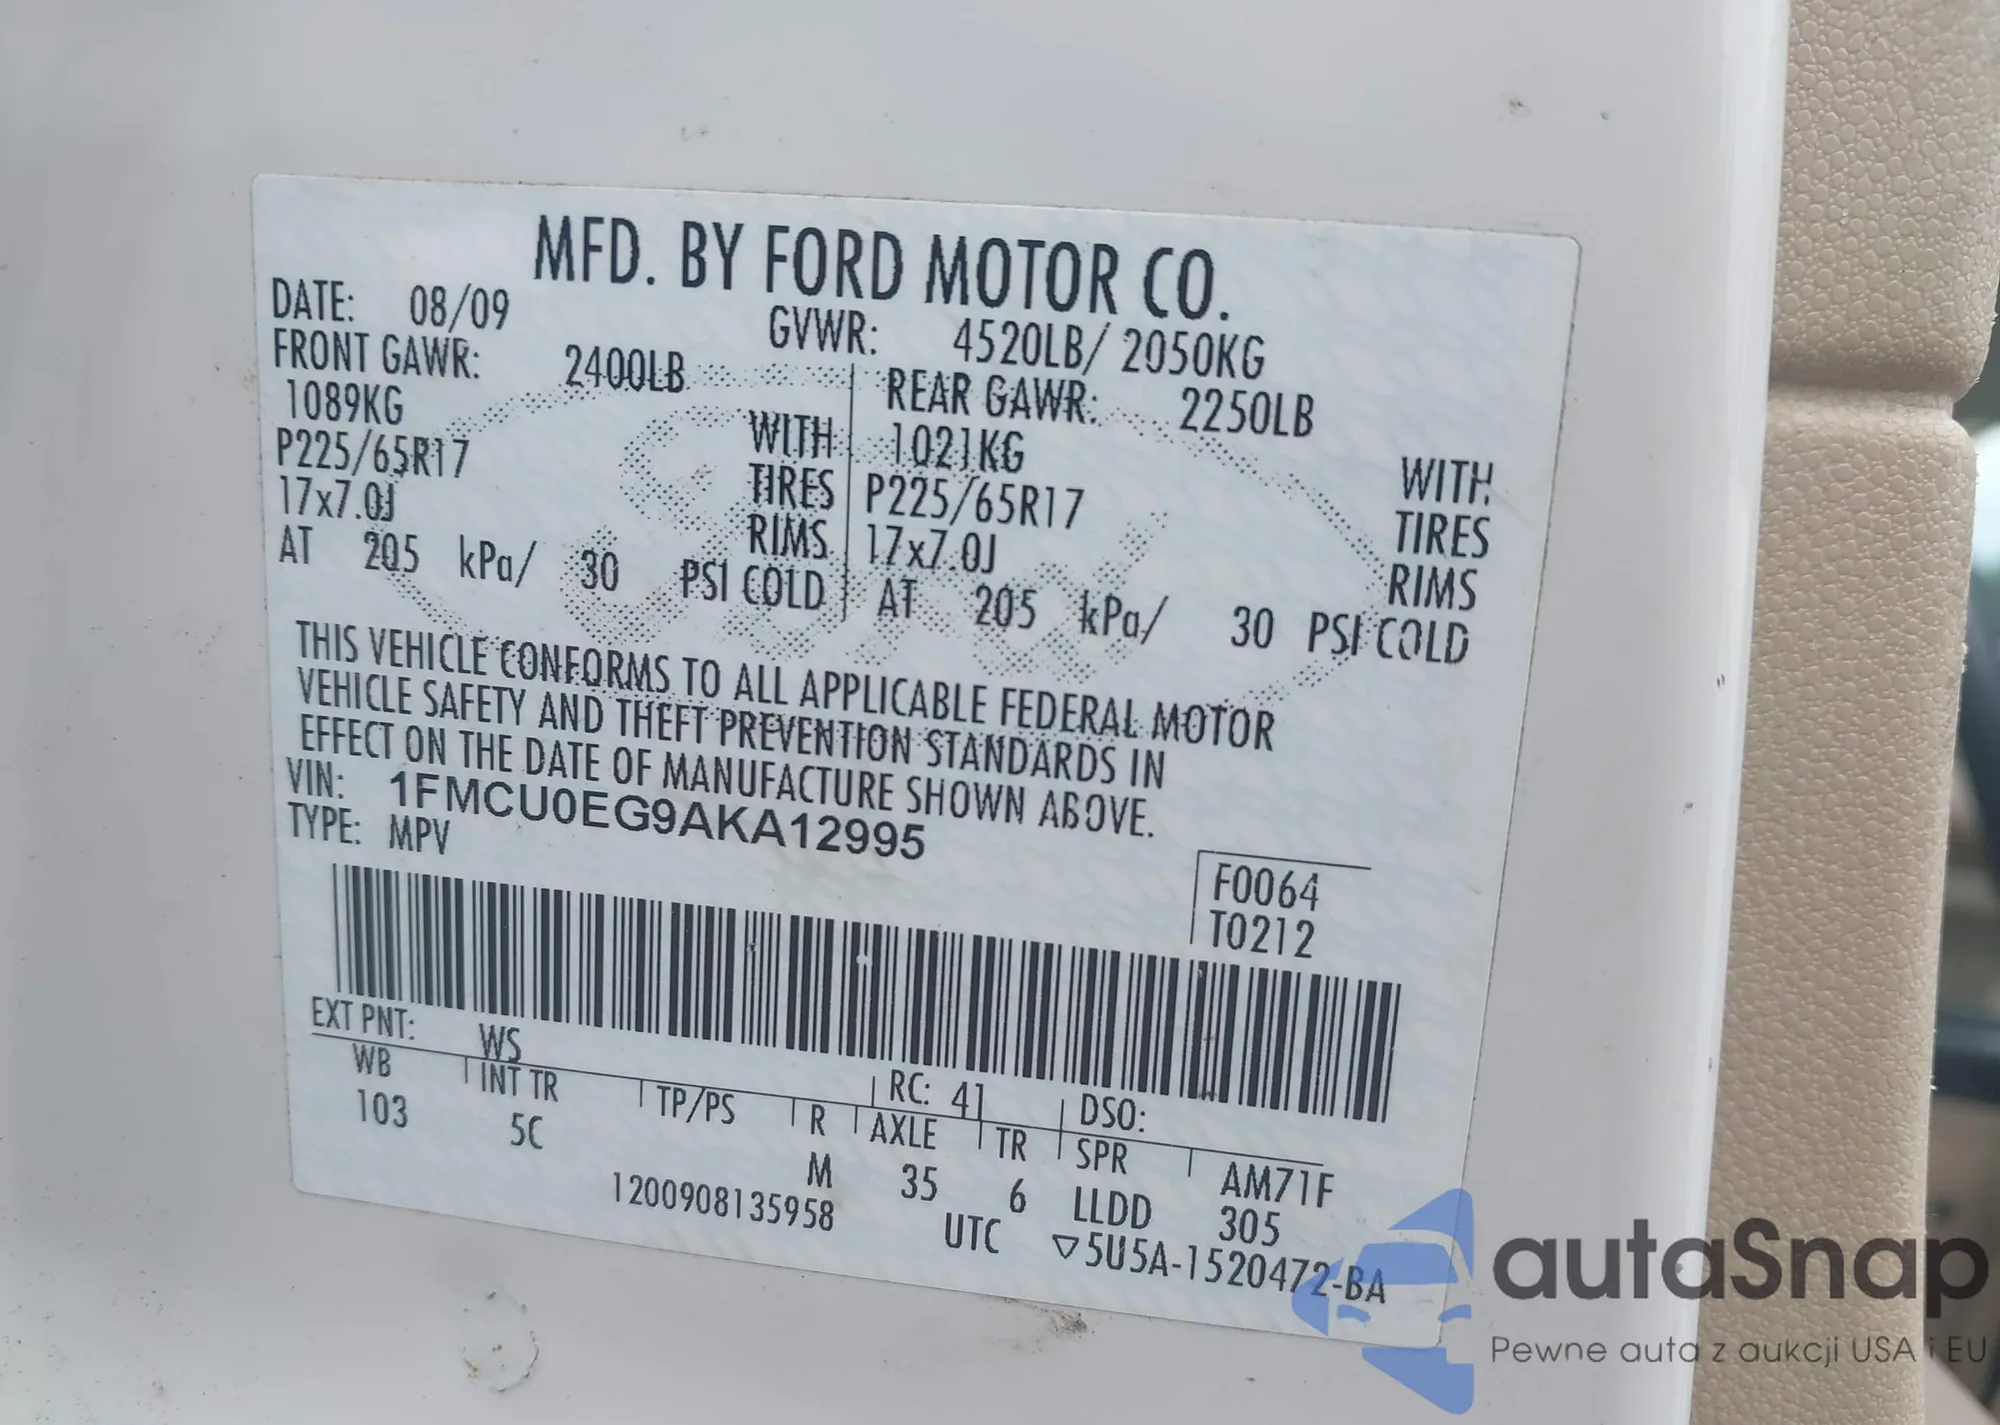 MFD. BY FORD MOTOR CO.
DATE: 08/09 GVWR: 4520LB/ 2050KG
FRONT GAWR: 2400LB REAR GAWR: 2250LB
1089KG WITH 1021KG WITH
P225/65R17 TIRES P225/65R17 TIRES
17x7.0J RIMS 17x7.0J RIMS
AT 205 kPa/ 30 PSI COLD AT 205 kPa/ 30 PSI COLD
THIS VEHICLE CONFORMS TO ALL APPLICABLE FEDERAL MOTOR
VEHICLE SAFETY AND THEFT PREVENTION STANDARDS IN
EFFECT ON THE DATE OF MANUFACTURE SHOWN ABOVE.
VIN: 1FMCU0EG9AKA12995
TYPE: MPV
F0064
T0212
EXT PNT: WS RC: 41 DSO:
WB INT TR TP/PS R AXLE TR SPR AM71F
103 5C M 35 6 LLDD 305
1200908135958 UTC ▽5U5A-1520472-BA
autaSnap
Pewne auta z aukcji USA i EU